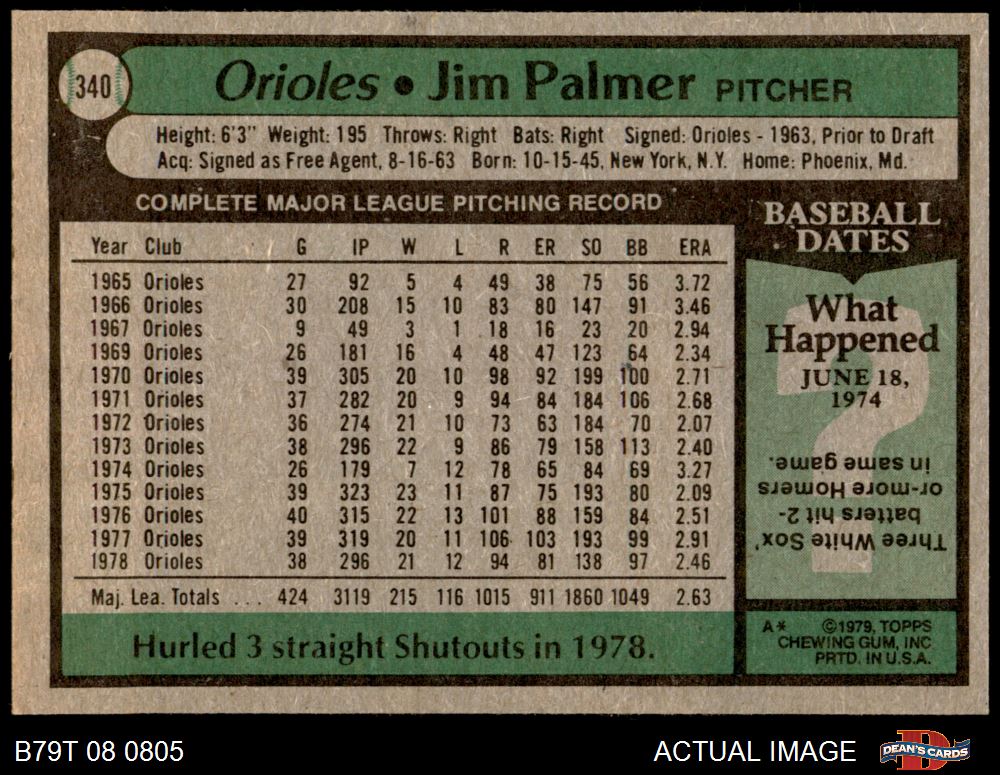 340
Orioles • Jim Palmer PITCHER
Height: 6'3" Weight: 195 Throws: Right Bats: Right Signed: Orioles - 1963, Prior to Draft
Acq: Signed as Free Agent, 8-16-63 Born: 10-15-45, New York, N.Y. Home: Phoenix, Md.
COMPLETE MAJOR LEAGUE PITCHING RECORD
Year Club G IP W L R ER SO BB ERA
1965 Orioles 27 92 5 4 49 38 75 56 3.72
1966 Orioles 30 208 15 10 83 80 147 91 3.46
1967 Orioles 9 49 3 1 18 16 23 20 2.94
1969 Orioles 26 181 16 4 48 47 123 64 2.34
1970 Orioles 39 305 20 10 98 92 199 100 2.71
1971 Orioles 37 282 20 9 94 84 184 106 2.68
1972 Orioles 36 274 21 10 73 63 184 70 2.07
1973 Orioles 38 296 22 9 86 79 158 113 2.40
1974 Orioles 26 179 7 12 78 65 84 69 3.27
1975 Orioles 39 323 23 11 87 75 193 80 2.09
1976 Orioles 40 315 22 13 101 88 159 84 2.51
1977 Orioles 39 319 20 11 106 103 193 99 2.91
1978 Orioles 38 296 21 12 94 81 138 97 2.46
Maj. Lea. Totals ... 424 3119 215 116 1015 911 1860 1049 2.63
Hurled 3 straight Shutouts in 1978.
BASEBALL
DATES
?
What
Happened
JUNE 18,
1974
Three White Sox'
batters hit 2-
or-more Homers
in same game.
A* ©1979, TOPPS
CHEWING GUM, INC
PRTD. IN U.S.A.
B79T 08 0805
ACTUAL IMAGE
D
DEAN'S CARDS